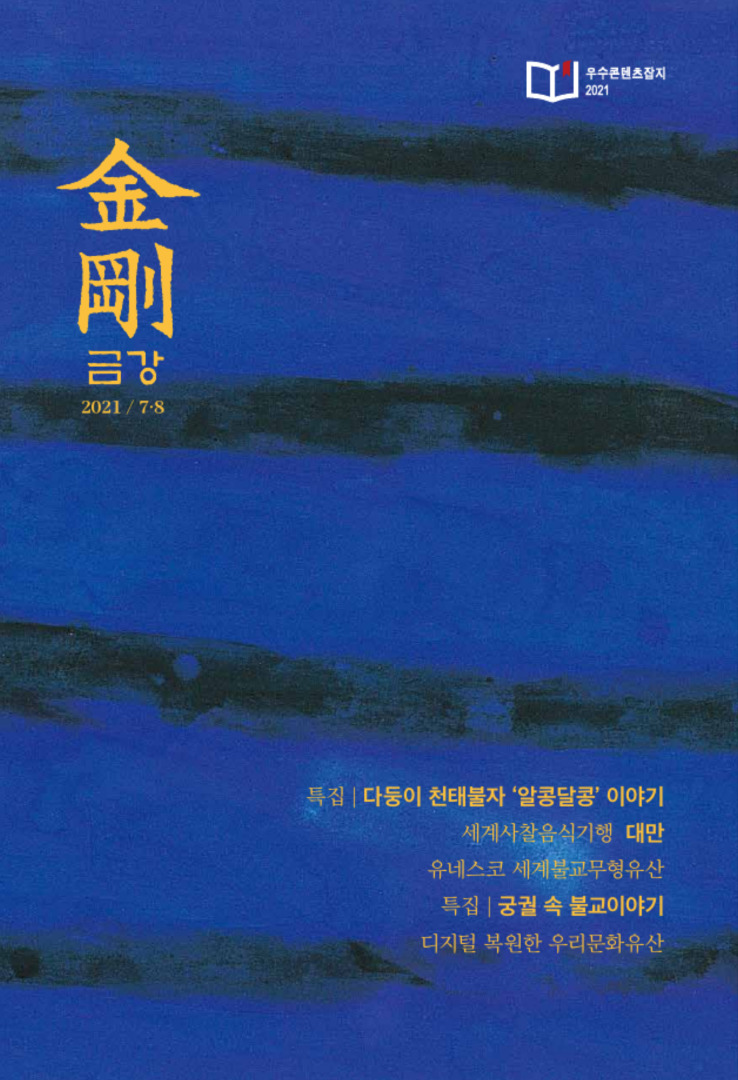 우수콘텐츠잡지
2021
金
剛
금강
2021 / 7·8
특집 | 다둥이 천태불자 ‘알콩달콩’ 이야기
세계사찰음식기행 대만
유네스코 세계불교무형유산
특집 | 궁궐 속 불교이야기
디지털 복원한 우리문화유산